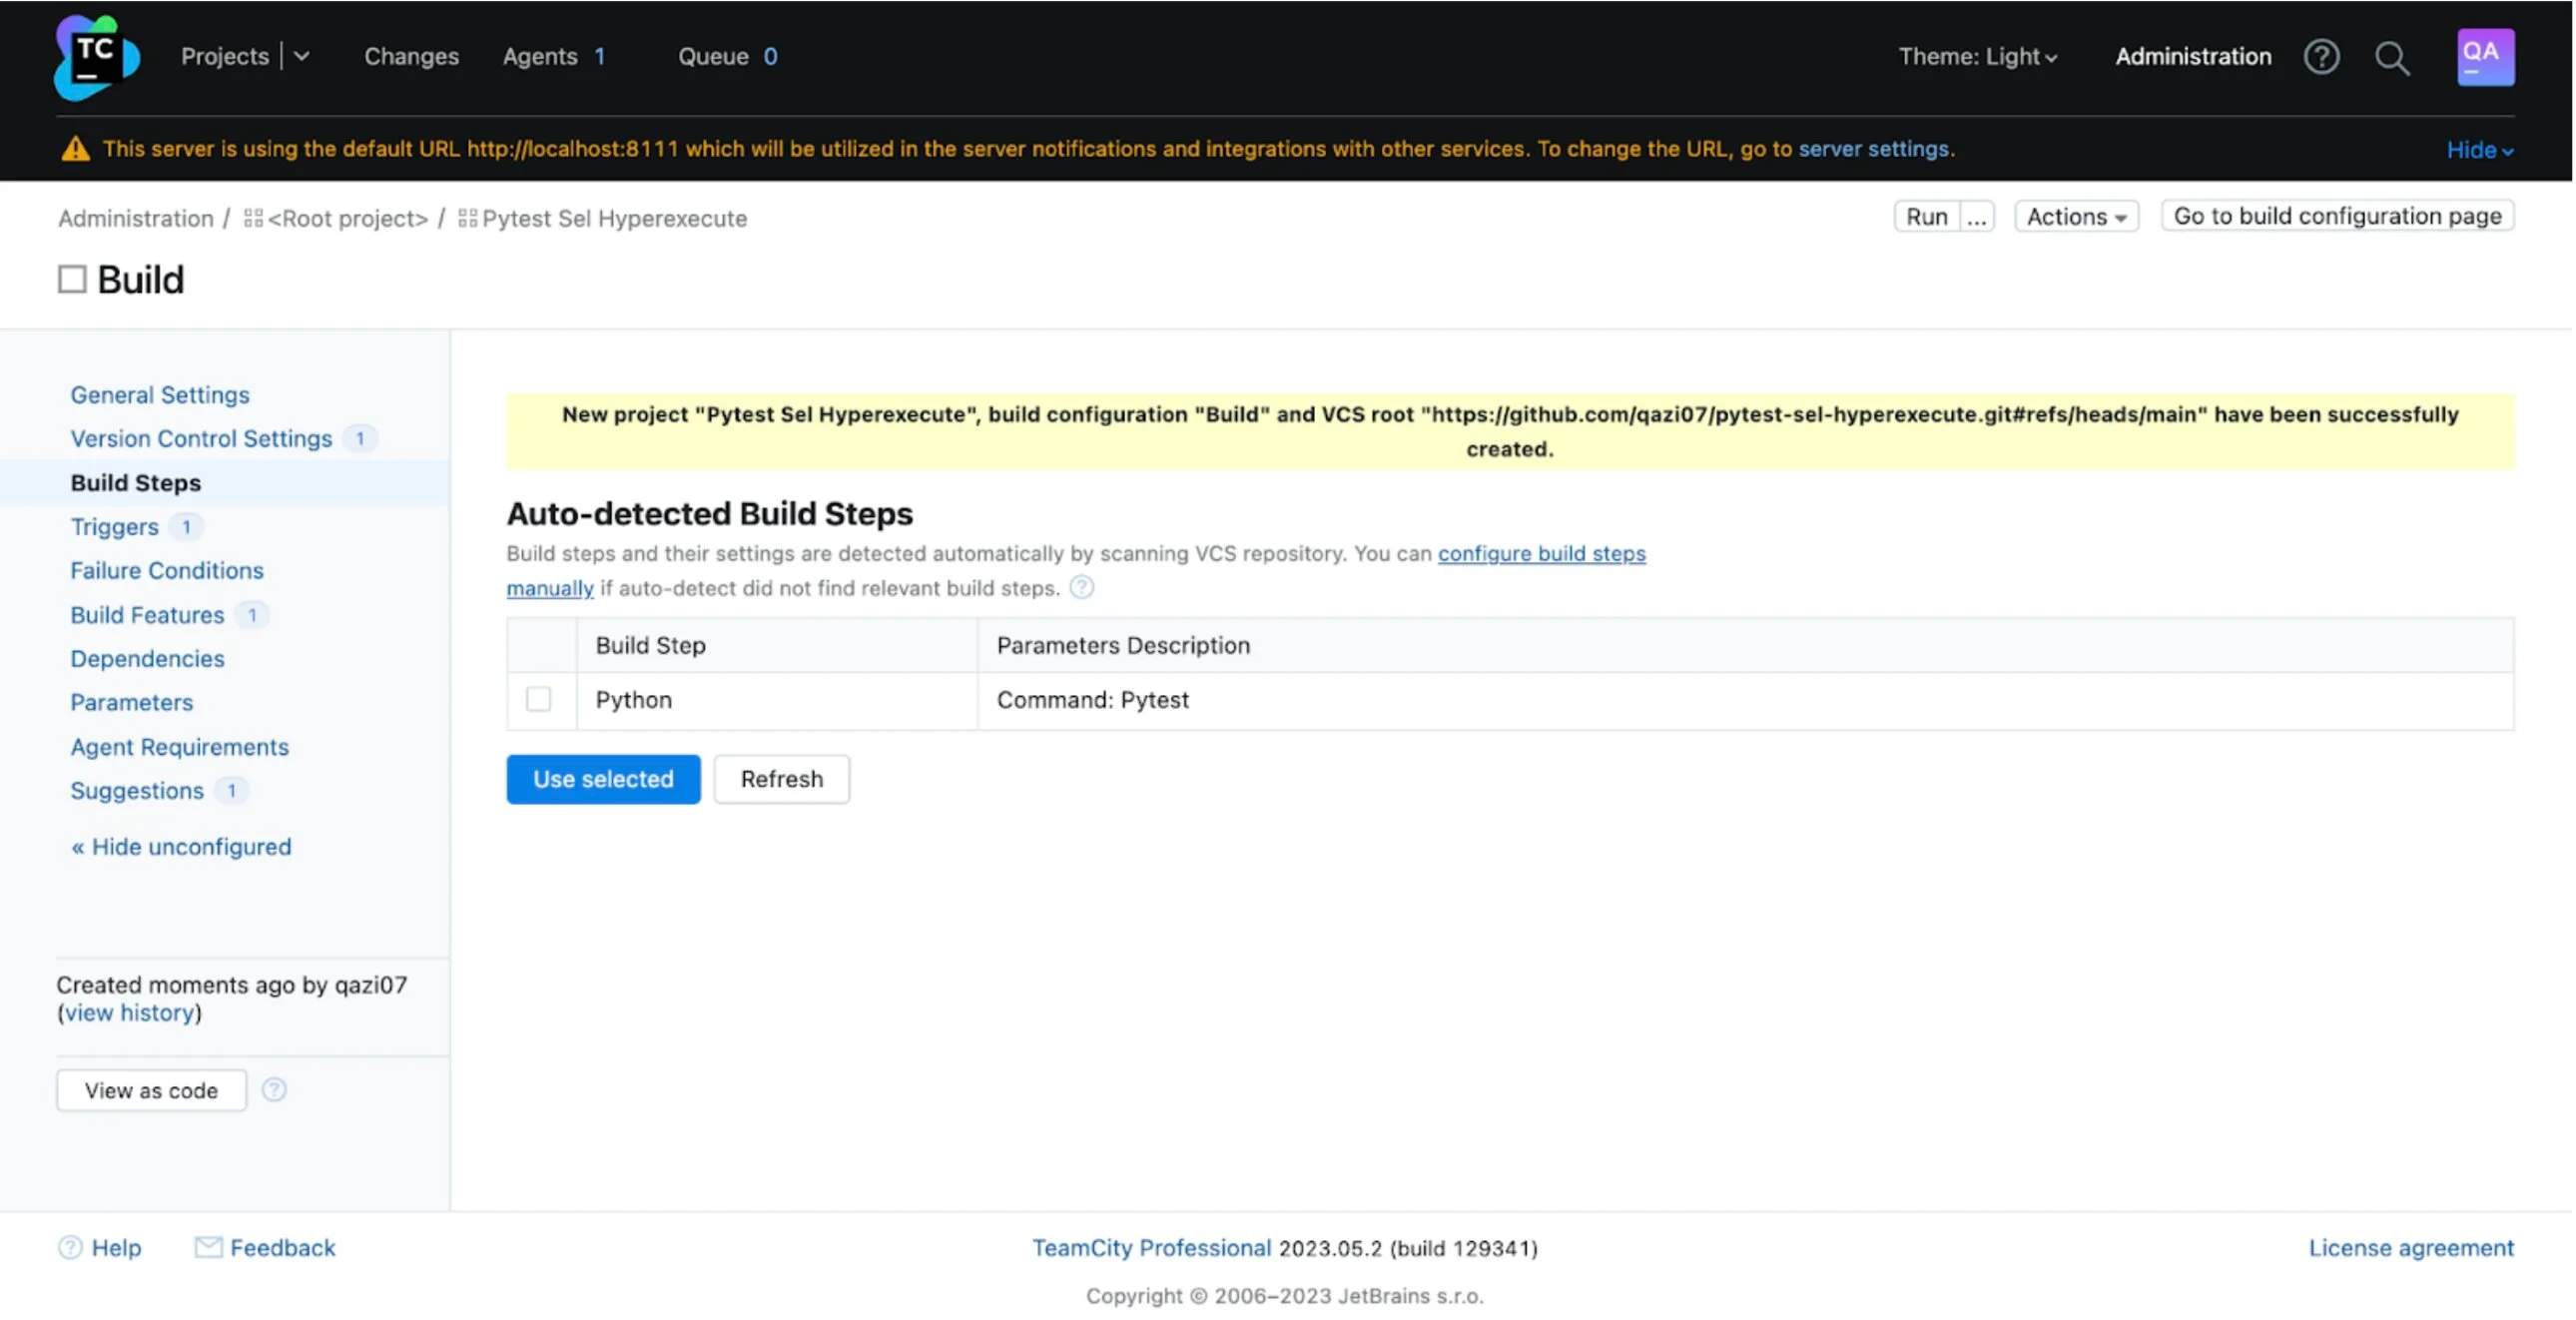 TC
Projects
Changes
Agents 1
Queue 0
Theme: Light
Administration
QA
This server is using the default URL http://localhost:8111 which will be utilized in the server notifications and integrations with other services. To change the URL, go to server settings.
Hide
Administration / <Root project> / Pytest Sel Hyperexecute
Run ...
Actions
Go to build configuration page
Build
General Settings
Version Control Settings 1
Build Steps
Triggers 1
Failure Conditions
Build Features 1
Dependencies
Parameters
Agent Requirements
Suggestions 1
« Hide unconfigured
Created moments ago by qazi07
(view history)
View as code ?
New project "Pytest Sel Hyperexecute", build configuration "Build" and VCS root "https://github.com/qazi07/pytest-sel-hyperexecute.git#refs/heads/main" have been successfully
created.
Auto-detected Build Steps
Build steps and their settings are detected automatically by scanning VCS repository. You can configure build steps
manually if auto-detect did not find relevant build steps. ?
Build Step Parameters Description
Python Command: Pytest
Use selected
Refresh
? Help
Feedback
TeamCity Professional 2023.05.2 (build 129341)
License agreement
Copyright © 2006–2023 JetBrains s.r.o.